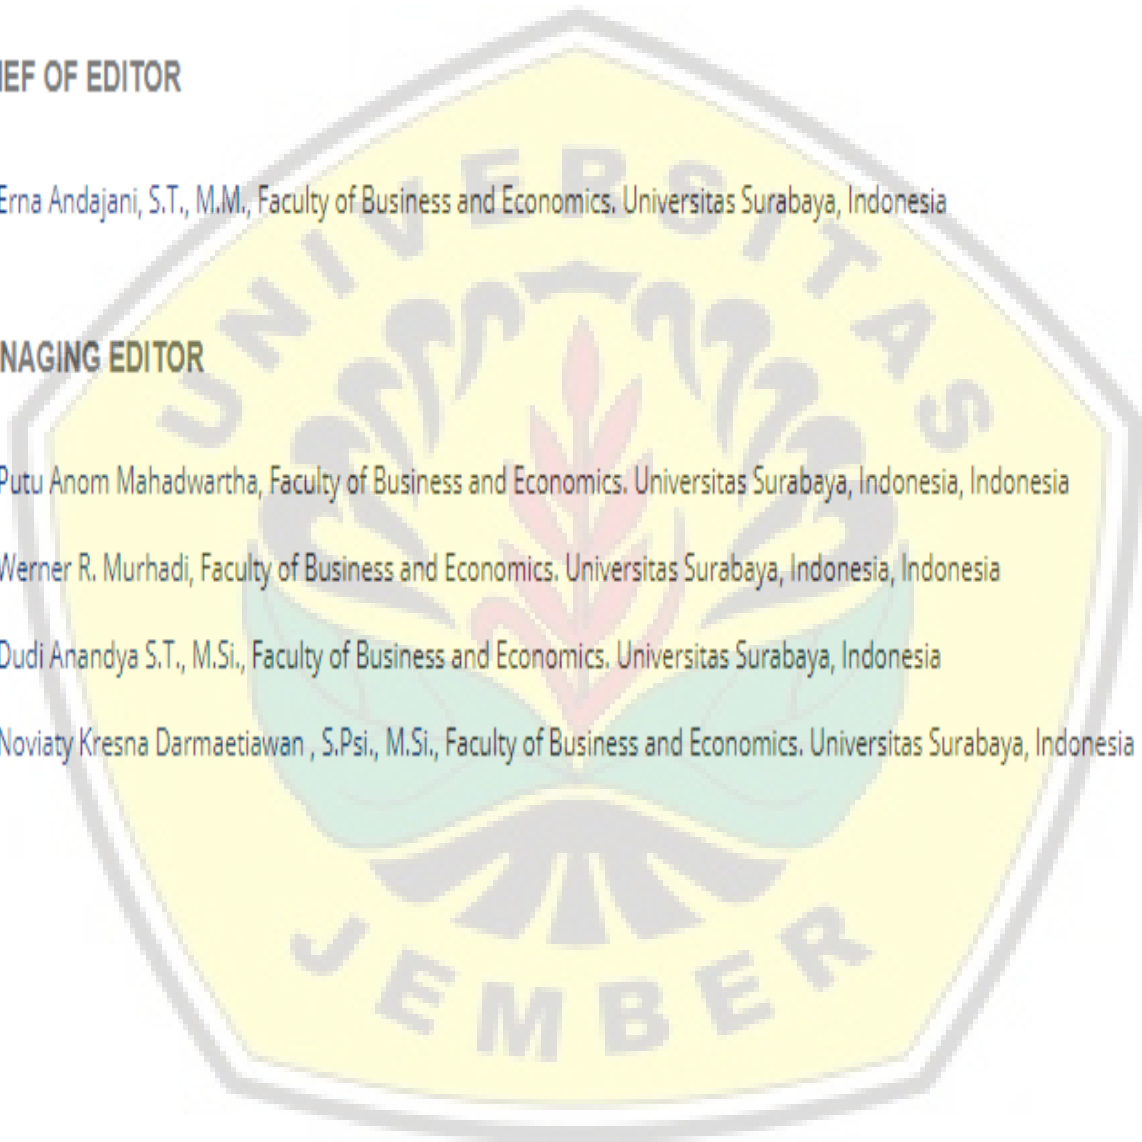 IEF OF EDITOR
Erna Andajani, S.T., M.M., Faculty of Business and Economics. Universitas Surabaya, Indonesia
NAGING EDITOR
Putu Anom Mahadwartha, Faculty of Business and Economics. Universitas Surabaya, Indonesia, Indonesia
Werner R. Murhadi, Faculty of Business and Economics. Universitas Surabaya, Indonesia, Indonesia
Dudi Anandya S.T., M.Si., Faculty of Business and Economics. Universitas Surabaya, Indonesia
Noviaty Kresna Darmaetiawan , S.Psi., M.Si., Faculty of Business and Economics. Universitas Surabaya, Indonesia
UNIVERSITAS
JEMBER